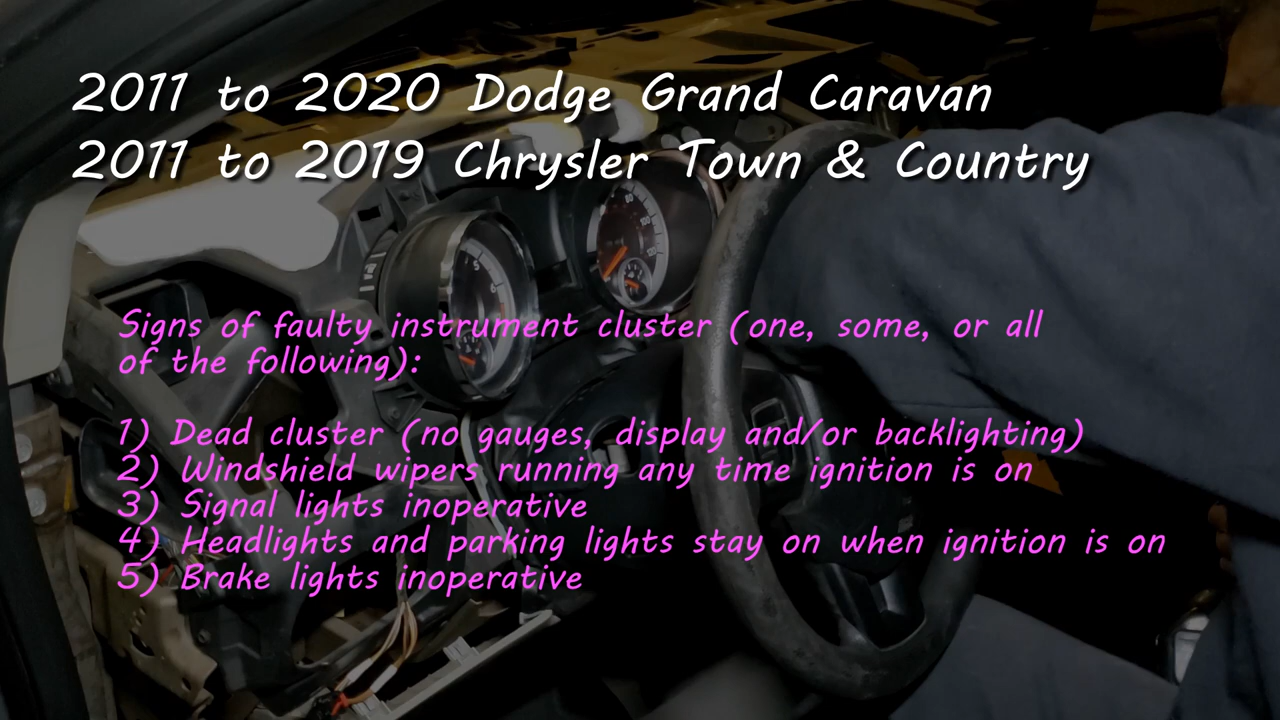 2011 to 2020 Dodge Grand Caravan
2011 to 2019 Chrysler Town & Country
Signs of faulty instrument cluster (one, some, or all
of the following):
1) Dead cluster (no gauges, display and/or backlighting)
2) Windshield wipers running any time ignition is on
3) Signal lights inoperative
4) Headlights and parking lights stay on when ignition is on
5) Brake lights inoperative